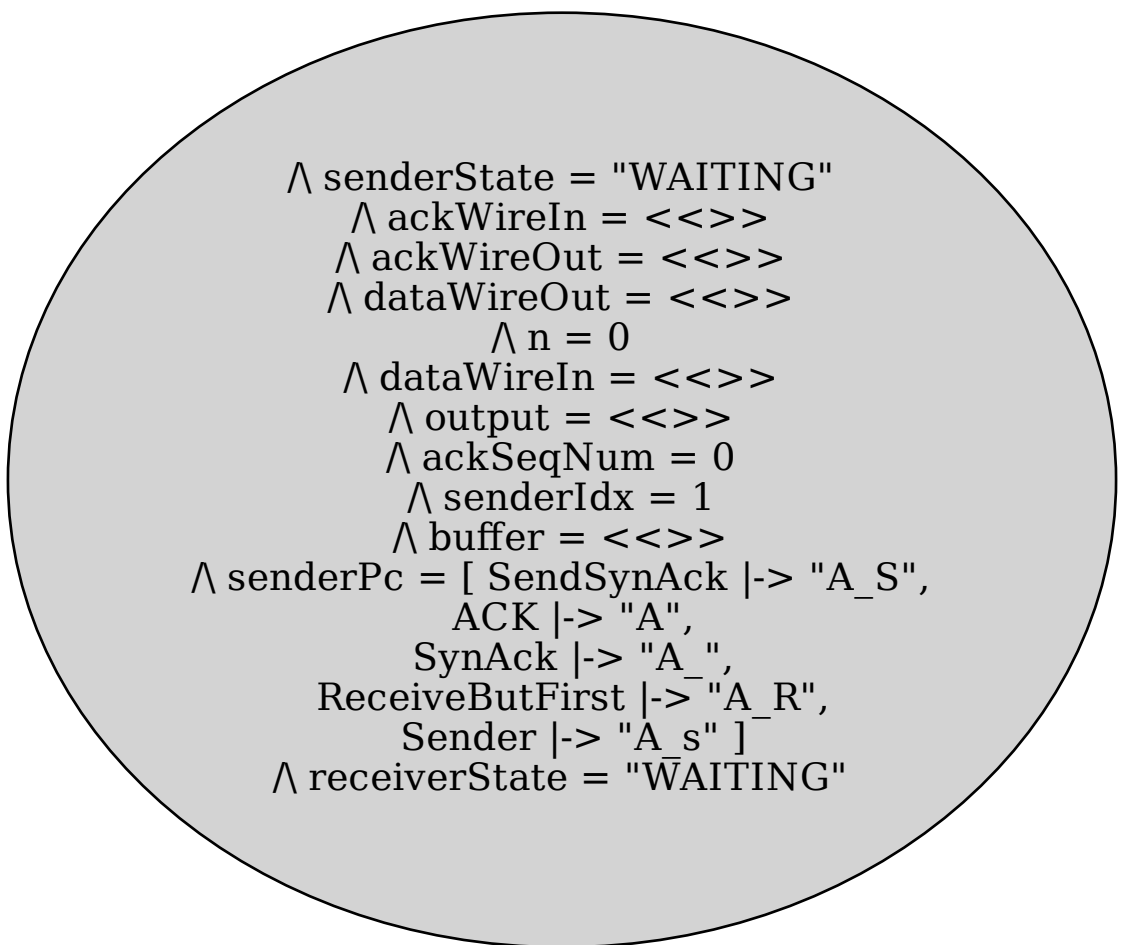 /\ senderState = "WAITING"
/\ ackWireIn = <<>>
/\ ackWireOut = <<>>
/\ dataWireOut = <<>>
/\ n = 0
/\ dataWireIn = <<>>
/\ output = <<>>
/\ ackSeqNum = 0
/\ senderIdx = 1
/\ buffer = <<>>
/\ senderPc = [ SendSynAck |-> "A_S",
ACK |-> "A",
SynAck |-> "A_",
ReceiveButFirst |-> "A_R",
Sender |-> "A_s" ]
/\ receiverState = "WAITING"